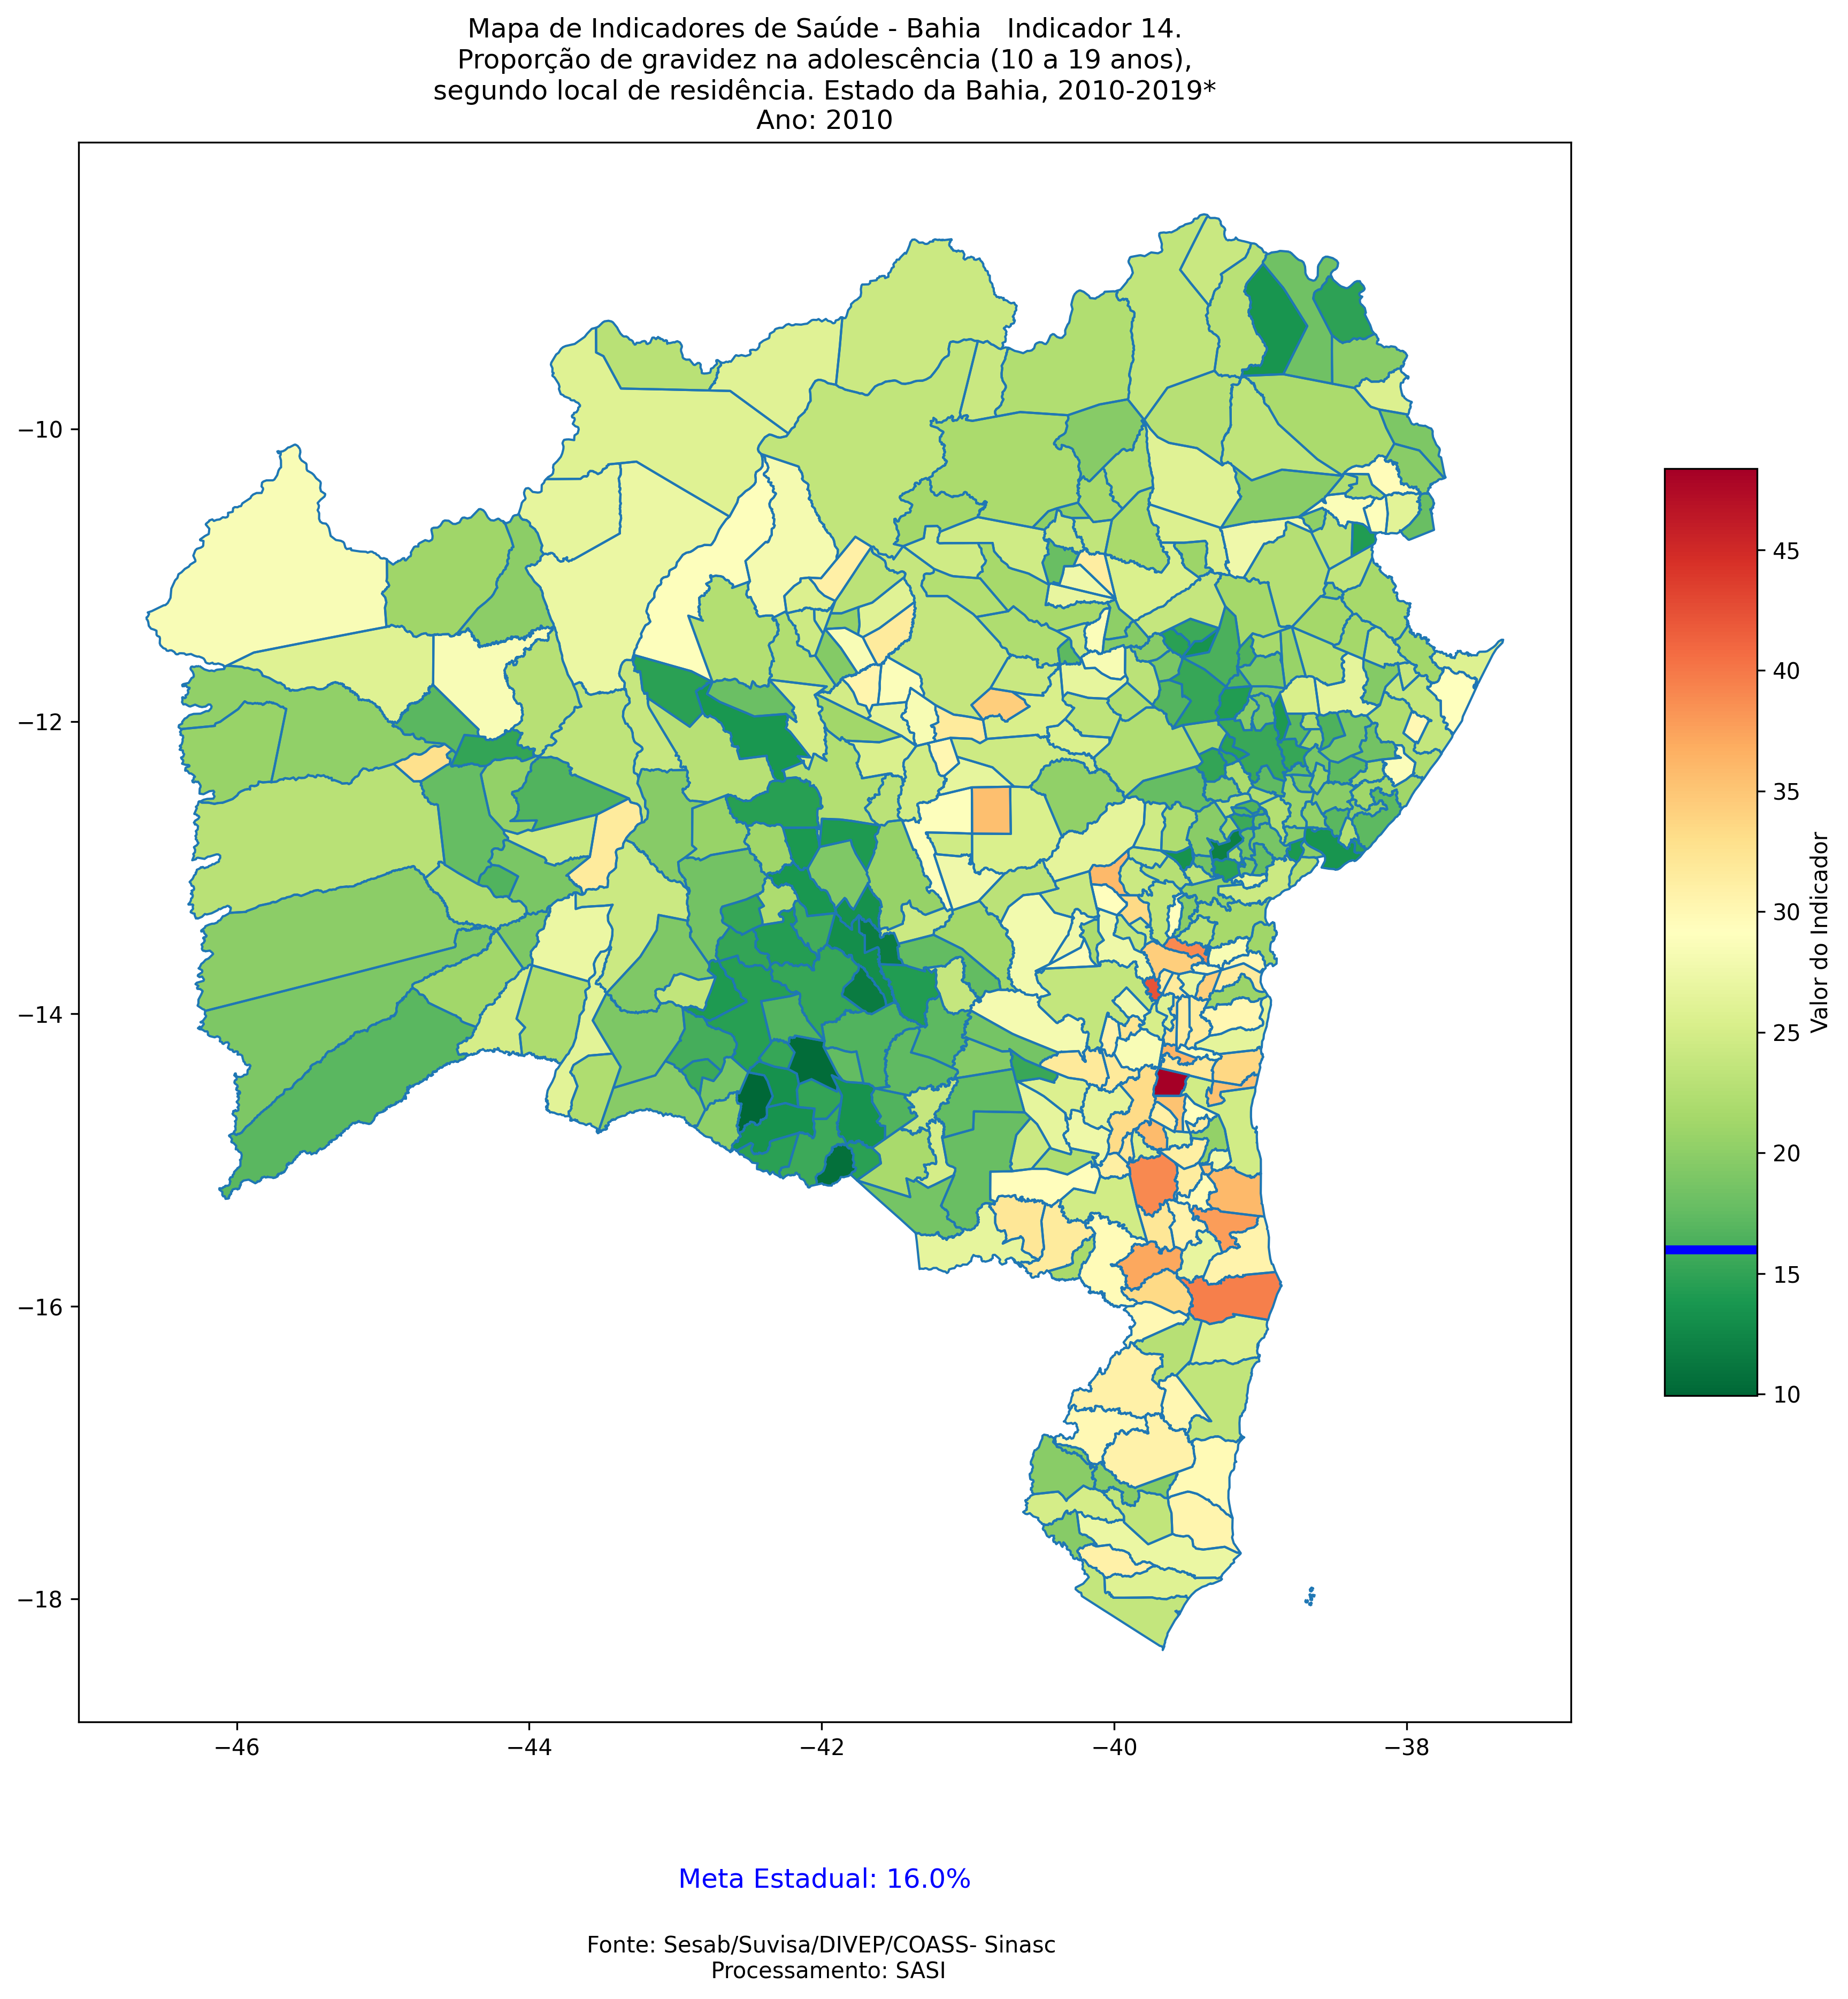 Mapa de Indicadores de Saúde - Bahia   Indicador 14.
Proporção de gravidez na adolescência (10 a 19 anos),
segundo local de residência. Estado da Bahia, 2010-2019*
Ano: 2010
−10
−12
−14
−16
−18
−46
−44
−42
−40
−38
45
40
35
30
25
20
15
10
Valor do Indicador
Meta Estadual: 16.0%
Fonte: Sesab/Suvisa/DIVEP/COASS- Sinasc
Processamento: SASI